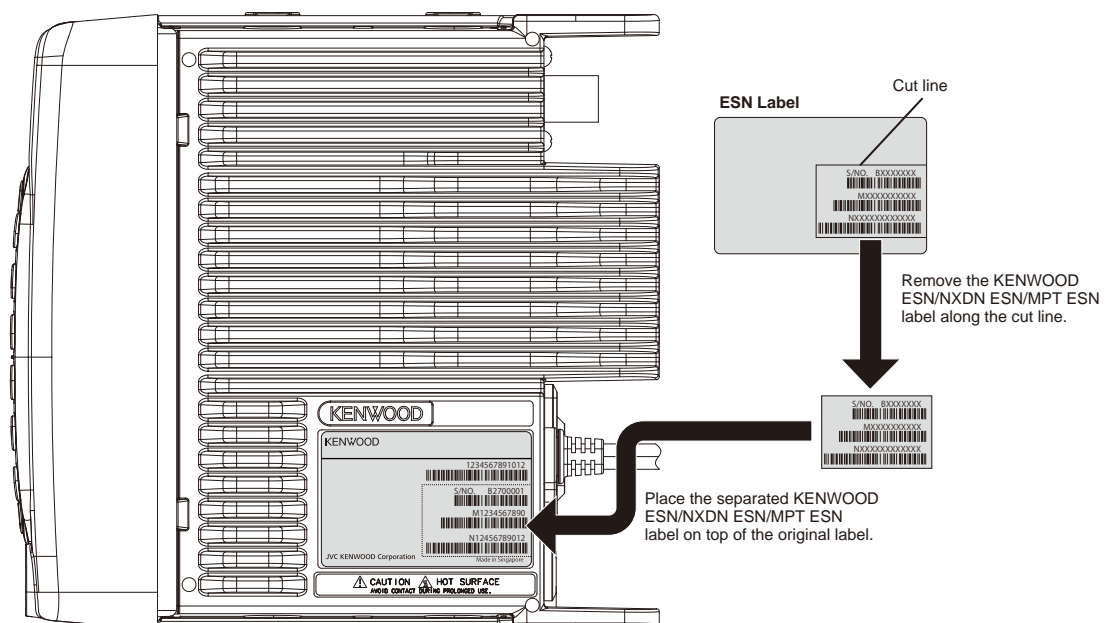 Cut line
ESN Label
S/NO. BXXXXXXX
MXXXXXXXXXX
NXXXXXXXXXXXX
Remove the KENWOOD
ESN/NXDN ESN/MPT ESN
label along the cut line.
S/NO. BXXXXXXX
MXXXXXXXXXX
NXXXXXXXXXXXX
KENWOOD
KENWOOD
1234567891012
S/NO. B2700001
M1234567890
N12456789012
JVC KENWOOD Corporation
Made in Singapore
Place the separated KENWOOD
ESN/NXDN ESN/MPT ESN
label on top of the original label.
CAUTION HOT SURFACE
AVOID CONTACT DURING PROLONGED USE.